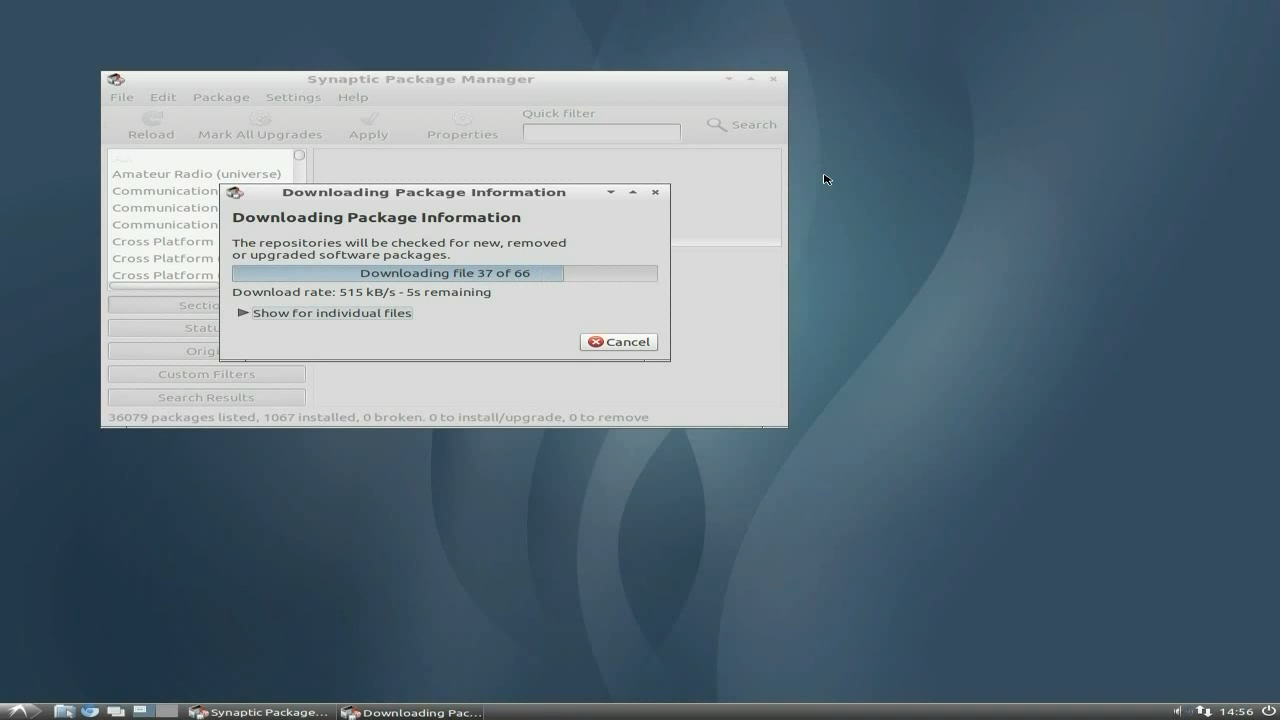 Synaptic Package Manager
File Edit Package Settings Help
Reload Mark All Upgrades Apply Properties Quick filter Search
Amateur Radio (universe)
Communication
Communication
Communication
Cross Platform
Cross Platform
Cross Platform
Downloading Package Information
Downloading Package Information
The repositories will be checked for new, removed
or upgraded software packages.
Downloading file 37 of 66
Download rate: 515 kB/s - 5s remaining
Show for individual files
Cancel
Sectio
Statu
Origi
Custom Filters
Search Results
36079 packages listed, 1067 installed, 0 broken. 0 to install/upgrade, 0 to remove
Synaptic Package... Downloading Pac... 14:56